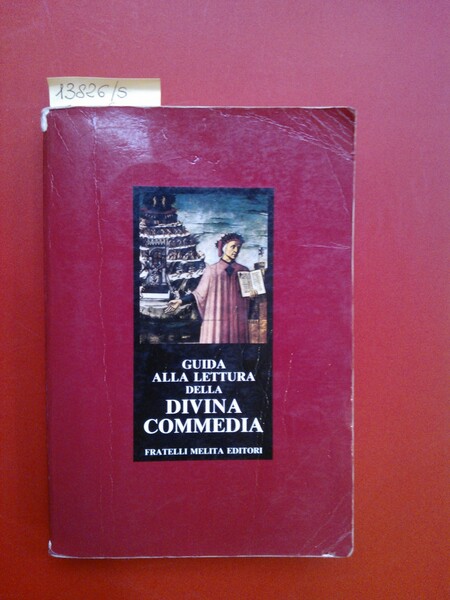 13826/S
GUIDA
ALLA LETTURA
DELLA
DIVINA
COMMEDIA
FRATELLI MELITA EDITORI